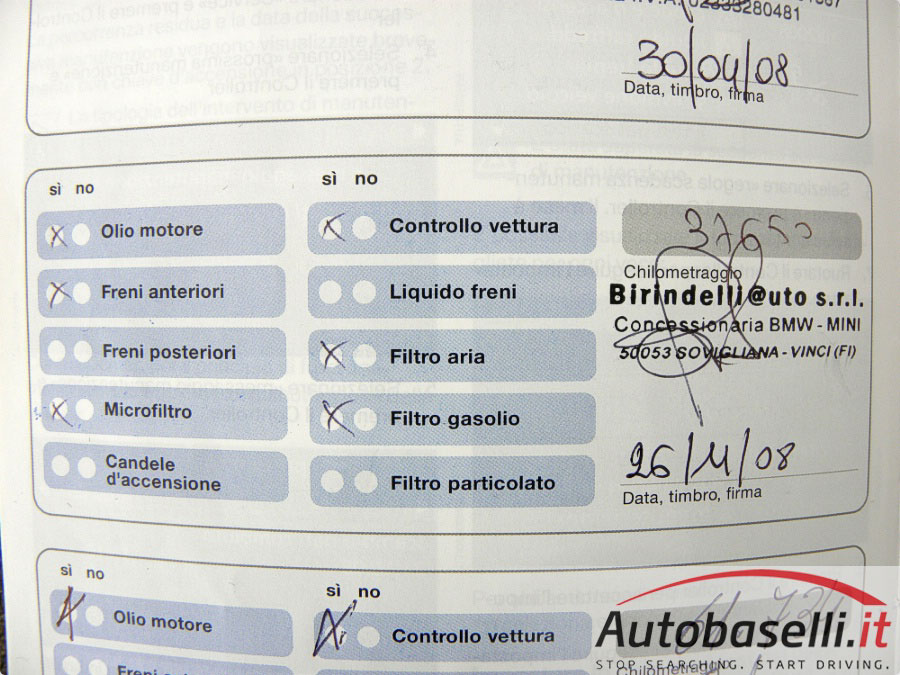 02333280481
30/04/08
Data, timbro, firma
sì no
sì no
Olio motore
Controllo vettura
37650
Chilometraggio
Freni anteriori
Liquido freni
Birindelli@uto s.r.l.
Concessionaria BMW - MINI
50053 SOVIGLIANA - VINCI (FI)
Freni posteriori
Filtro aria
Microfiltro
Filtro gasolio
Candele
d'accensione
Filtro particolato
26/11/08
Data, timbro, firma
sì no
sì no
Olio motore
Controllo vettura
Chilometraggio
Autobaselli.it
STOP SEARCHING. START DRIVING.